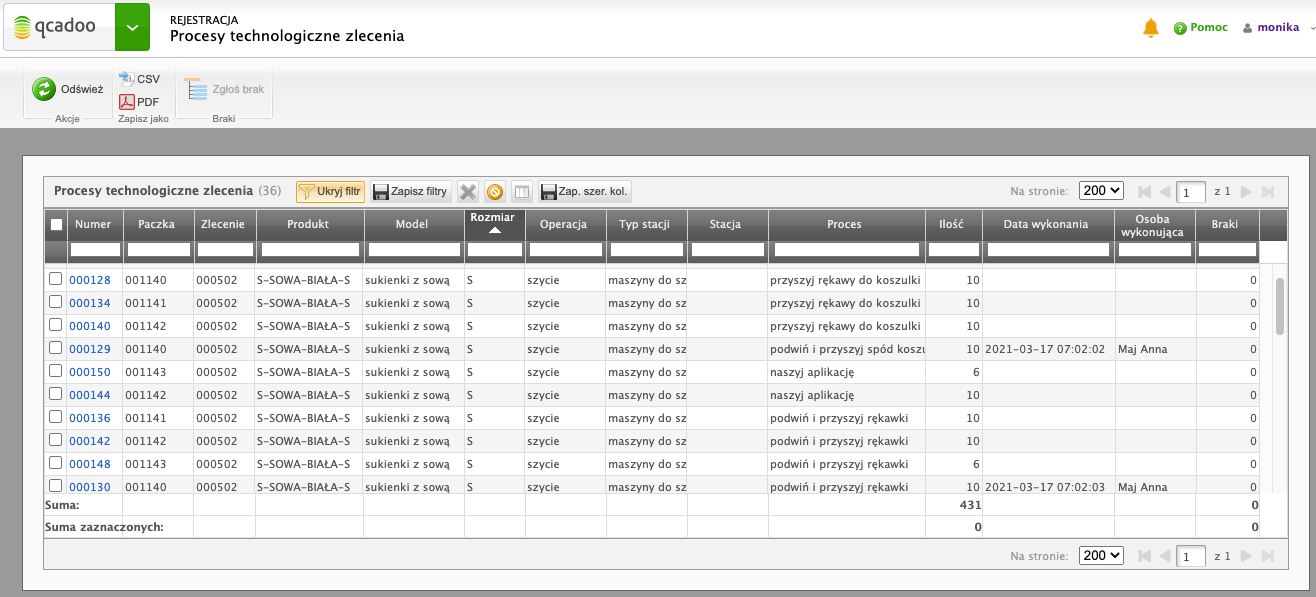 qcadoo
REJESTRACJA
Procesy technologiczne zlecenia
Pomoc
monika
Odśwież
CSV
PDF
Zgłoś brak
Akcje
Zapisz jako
Braki
Procesy technologiczne zlecenia (36) Ukryj filtr Zapisz filtry Zap. szer. kol. Na stronie: 200 1 z 1
Numer Paczka Zlecenie Produkt Model Rozmiar Operacja Typ stacji Stacja Proces Ilość Data wykonania Osoba wykonująca Braki
000128 001140 000502 S-SOWA-BIAŁA-S sukienki z sową S szycie maszyny do sz przyszyj rękawy do koszulki 10 0
000134 001141 000502 S-SOWA-BIAŁA-S sukienki z sową S szycie maszyny do sz przyszyj rękawy do koszulki 10 0
000140 001142 000502 S-SOWA-BIAŁA-S sukienki z sową S szycie maszyny do sz przyszyj rękawy do koszulki 10 0
000129 001140 000502 S-SOWA-BIAŁA-S sukienki z sową S szycie maszyny do sz podwiń i przyszyj spód koszu 10 2021-03-17 07:02:02 Maj Anna 0
000150 001143 000502 S-SOWA-BIAŁA-S sukienki z sową S szycie maszyny do sz naszyj aplikację 6 0
000144 001142 000502 S-SOWA-BIAŁA-S sukienki z sową S szycie maszyny do sz naszyj aplikację 10 0
000136 001141 000502 S-SOWA-BIAŁA-S sukienki z sową S szycie maszyny do sz podwiń i przyszyj rękawki 10 0
000142 001142 000502 S-SOWA-BIAŁA-S sukienki z sową S szycie maszyny do sz podwiń i przyszyj rękawki 10 0
000148 001143 000502 S-SOWA-BIAŁA-S sukienki z sową S szycie maszyny do sz podwiń i przyszyj rękawki 6 0
000130 001140 000502 S-SOWA-BIAŁA-S sukienki z sową S szycie maszyny do sz podwiń i przyszyj rękawki 10 2021-03-17 07:02:03 Maj Anna 0
Suma: 431 0
Suma zaznaczonych: 0 0
Na stronie: 200 1 z 1